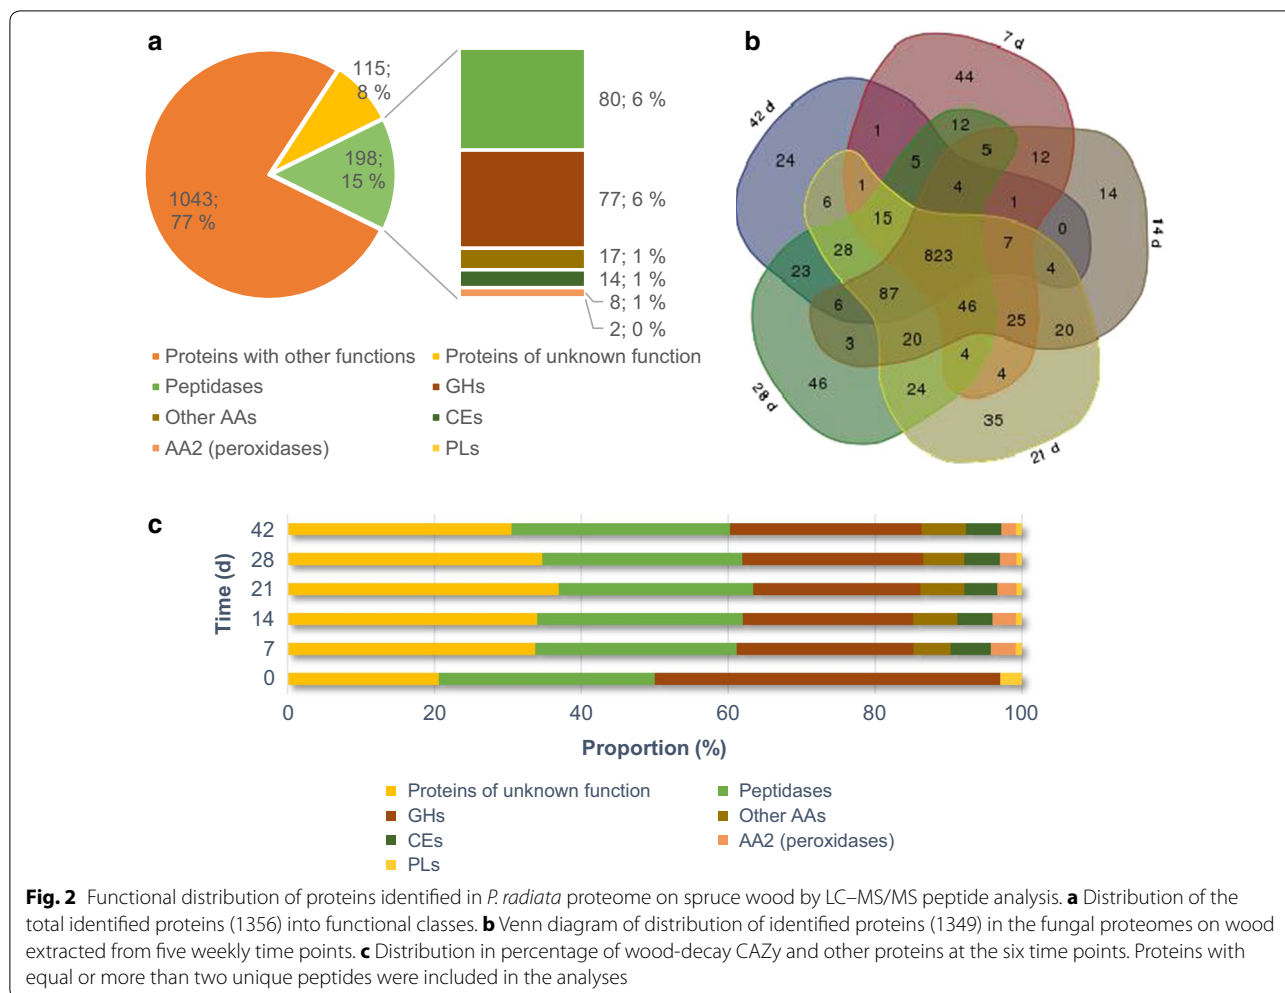 a
115;
8 %
198;
15 %
1043;
77 %
80; 6 %
77; 6 %
17; 1 %
14; 1 %
8; 1 %
2; 0 %
Proteins with other functions
Proteins of unknown function
Peptidases
GHs
Other AAs
CEs
AA2 (peroxidases)
PLs
b
7 d
44
42 d
1
12
5
12
24
5
14
1
4
1
14 d
6
15
0
7
28
823
4
23
87
6
46
25
20
3
20
4
4
46
24
28 d
35
21 d
c
Time (d)
42
28
21
14
7
0
0 20 40 60 80 100
Proportion (%)
Proteins of unknown function
Peptidases
GHs
Other AAs
CEs
AA2 (peroxidases)
PLs
Fig. 2 Functional distribution of proteins identified in P. radiata proteome on spruce wood by LC–MS/MS peptide analysis. a Distribution of the
total identified proteins (1356) into functional classes. b Venn diagram of distribution of identified proteins (1349) in the fungal proteomes on wood
extracted from five weekly time points. c Distribution in percentage of wood-decay CAZy and other proteins at the six time points. Proteins with
equal or more than two unique peptides were included in the analyses